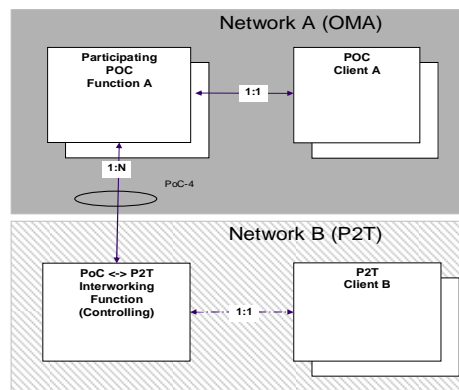 Network A (OMA)
Participating
POC
Function A
1:1
POC
Client A
1:N
PoC-4
Network B (P2T)
PoC <-> P2T
Interworking
Function
(Controlling)
1:1
P2T
Client B